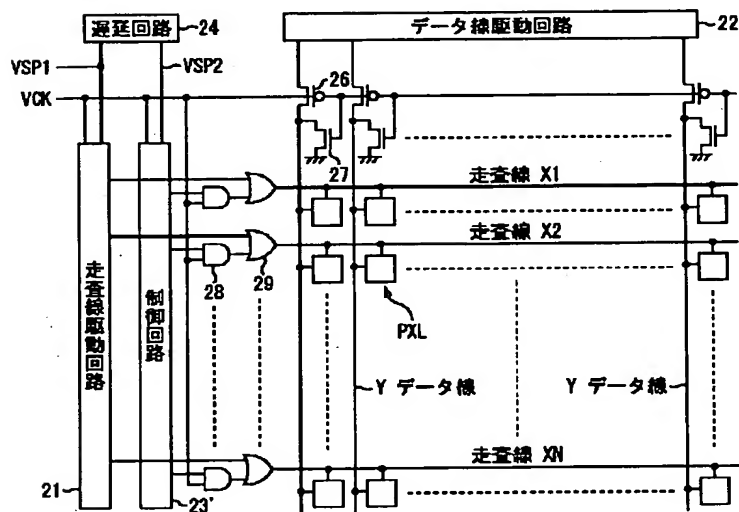 遅延回路
24
データ線駆動回路
22
VSP1
VSP2
26
VCK
27
走査線 X1
走査線 X2
28
29
PXL
走査線駆動回路
制御回路
Y データ線
Y データ線
走査線 XN
21
23'